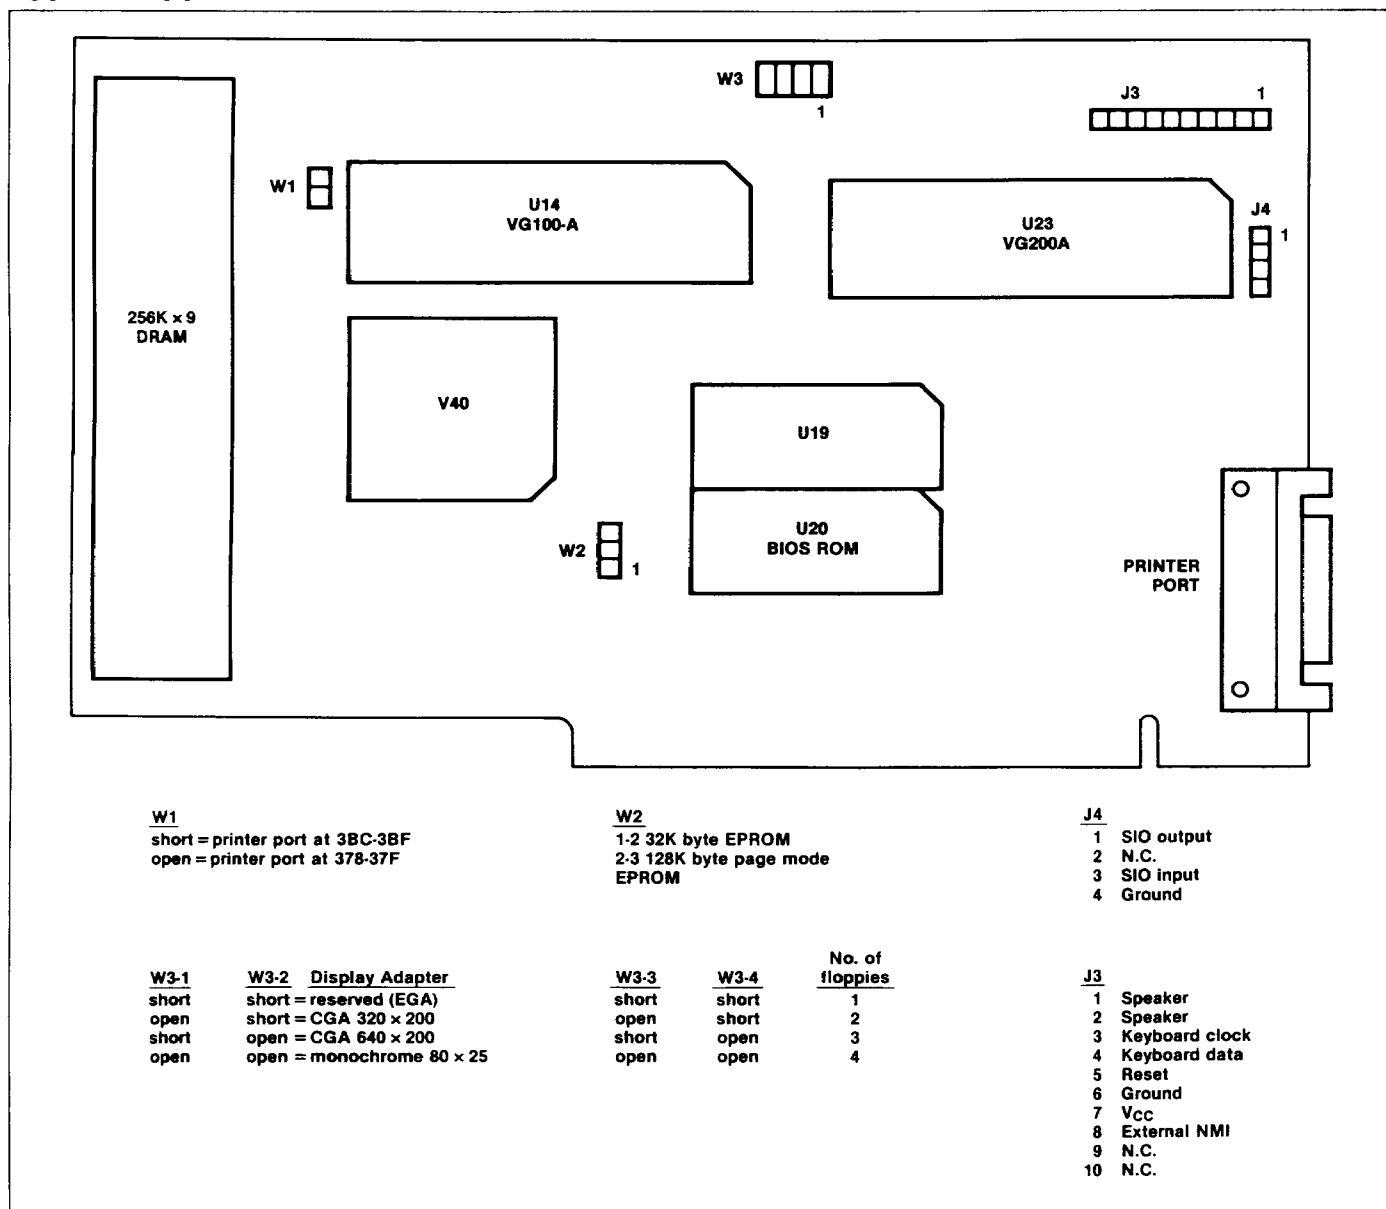 W3
1
J3 1
W1
U14
VG100-A
U23
VG200A
J4
1
256K × 9
DRAM
V40
U19
U20
BIOS ROM
W2
1
PRINTER
PORT
W1
short = printer port at 3BC-3BF
open = printer port at 378-37F
W2
1-2 32K byte EPROM
2-3 128K byte page mode
EPROM
J4
1 SIO output
2 N.C.
3 SIO input
4 Ground
W3-1 W3-2 Display Adapter
short short = reserved (EGA)
open short = CGA 320 × 200
short open = CGA 640 × 200
open open = monochrome 80 × 25
No. of
W3-3 W3-4 floppies
short short 1
open short 2
short open 3
open open 4
J3
1 Speaker
2 Speaker
3 Keyboard clock
4 Keyboard data
5 Reset
6 Ground
7 VCC
8 External NMI
9 N.C.
10 N.C.